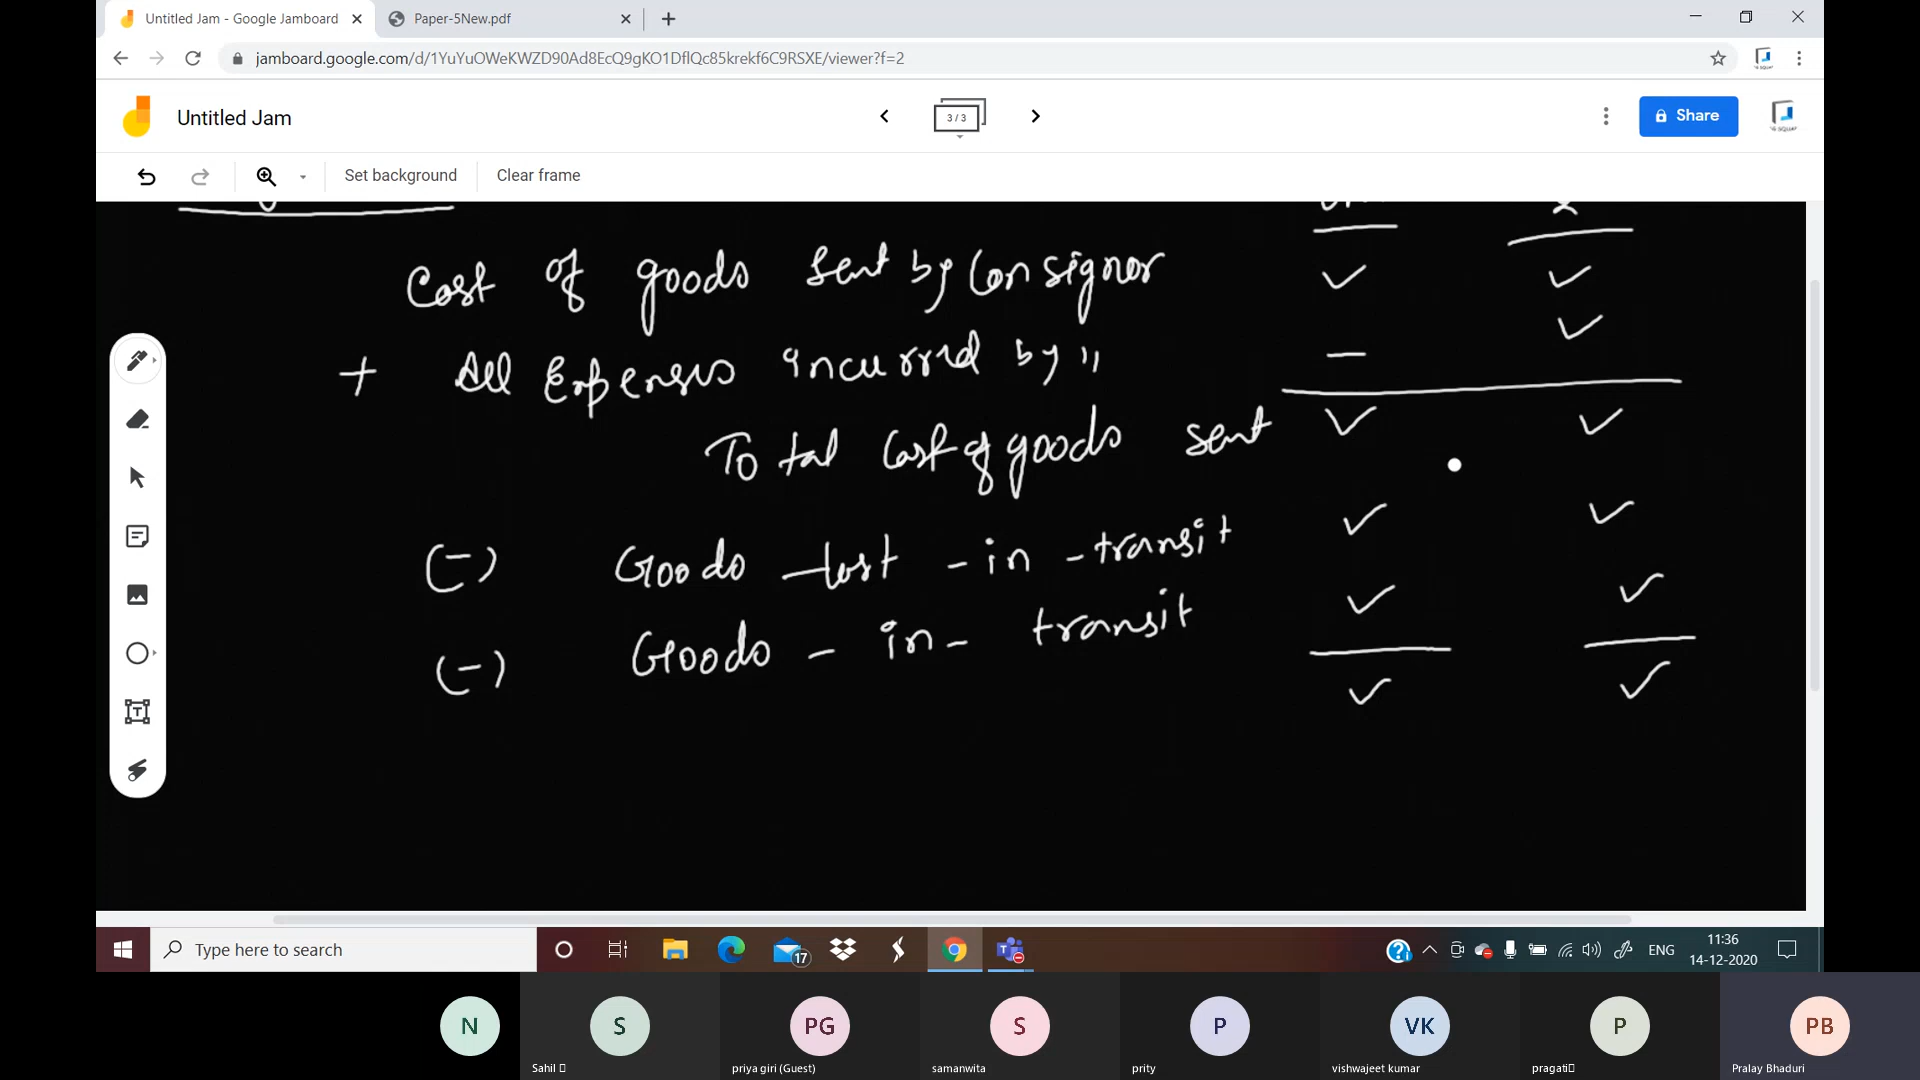 Untitled Jam - Google Jamboard
Paper-5New.pdf
jamboard.google.com/d/1YuYuOWeKWZD90Ad8EcQ9gKO1DflQc85krekf6C9RSXE/viewer?f=2
Untitled Jam
3 / 3
Share
Set background
Clear frame
Cost of goods sent by Consignor
+ All Expenses incurred by "
Total Cost of goods sent
(-) Goods -lost -in -transit
(-) Goods - in - transit
Type here to search
17
ENG
11:36
14-12-2020
N
S
PG
S
P
VK
P
PB
Sahil
priya giri (Guest)
samanwita
prity
vishwajeet kumar
pragati
Pralay Bhaduri